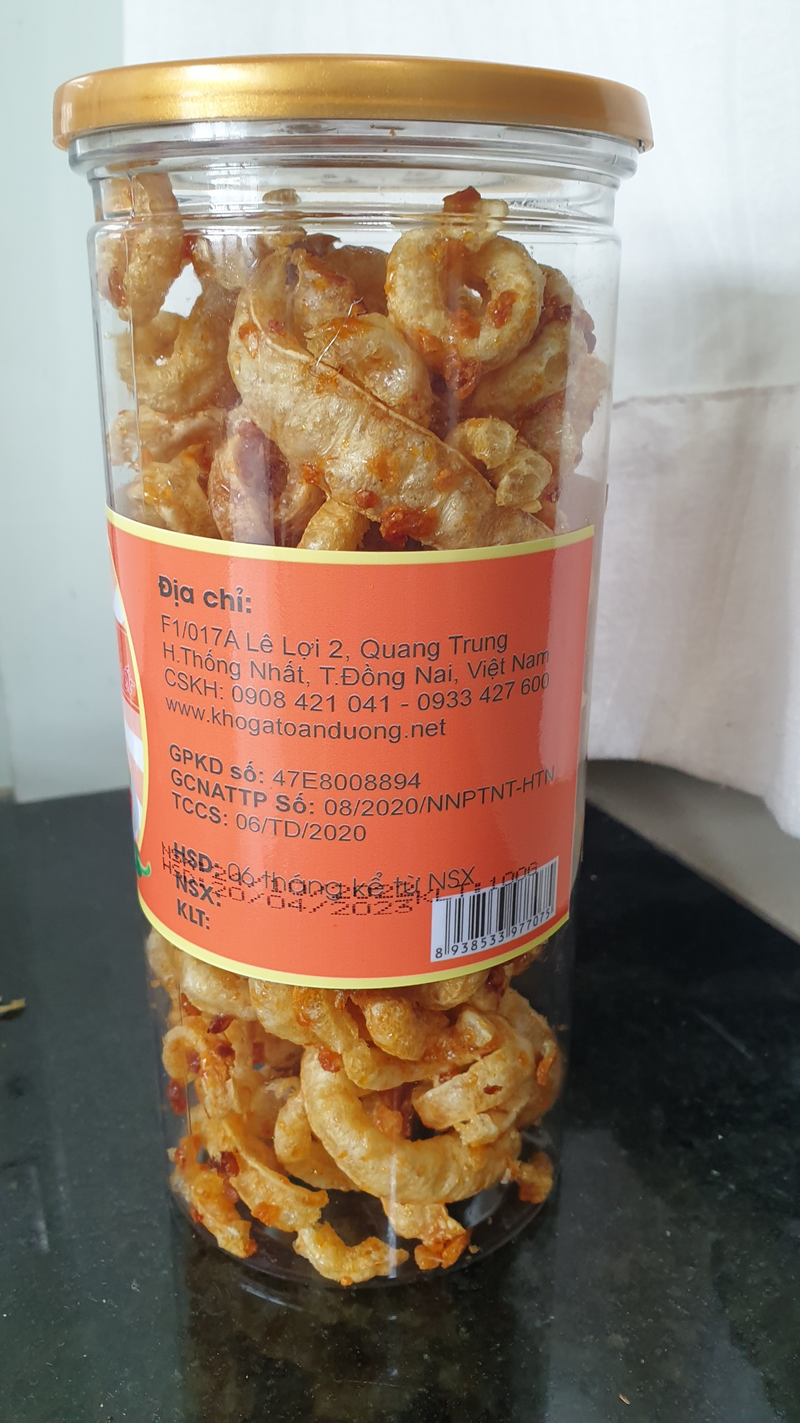 Địa chỉ:
F1/017A Lê Lợi 2, Quang Trung
H.Thống Nhất, T.Đồng Nai, Việt Nam
CSKH: 0908 421 041 - 0933 427 600
www.khogatoanduong.net
GPKD số: 47E8008894
GCNATTP Số: 08/2020/NNPTNT-HTN
TCCS: 06/TD/2020
HSD: 06 tháng kể từ NSX
NSX:
20/04/2023
KLT:
8 938533 977075